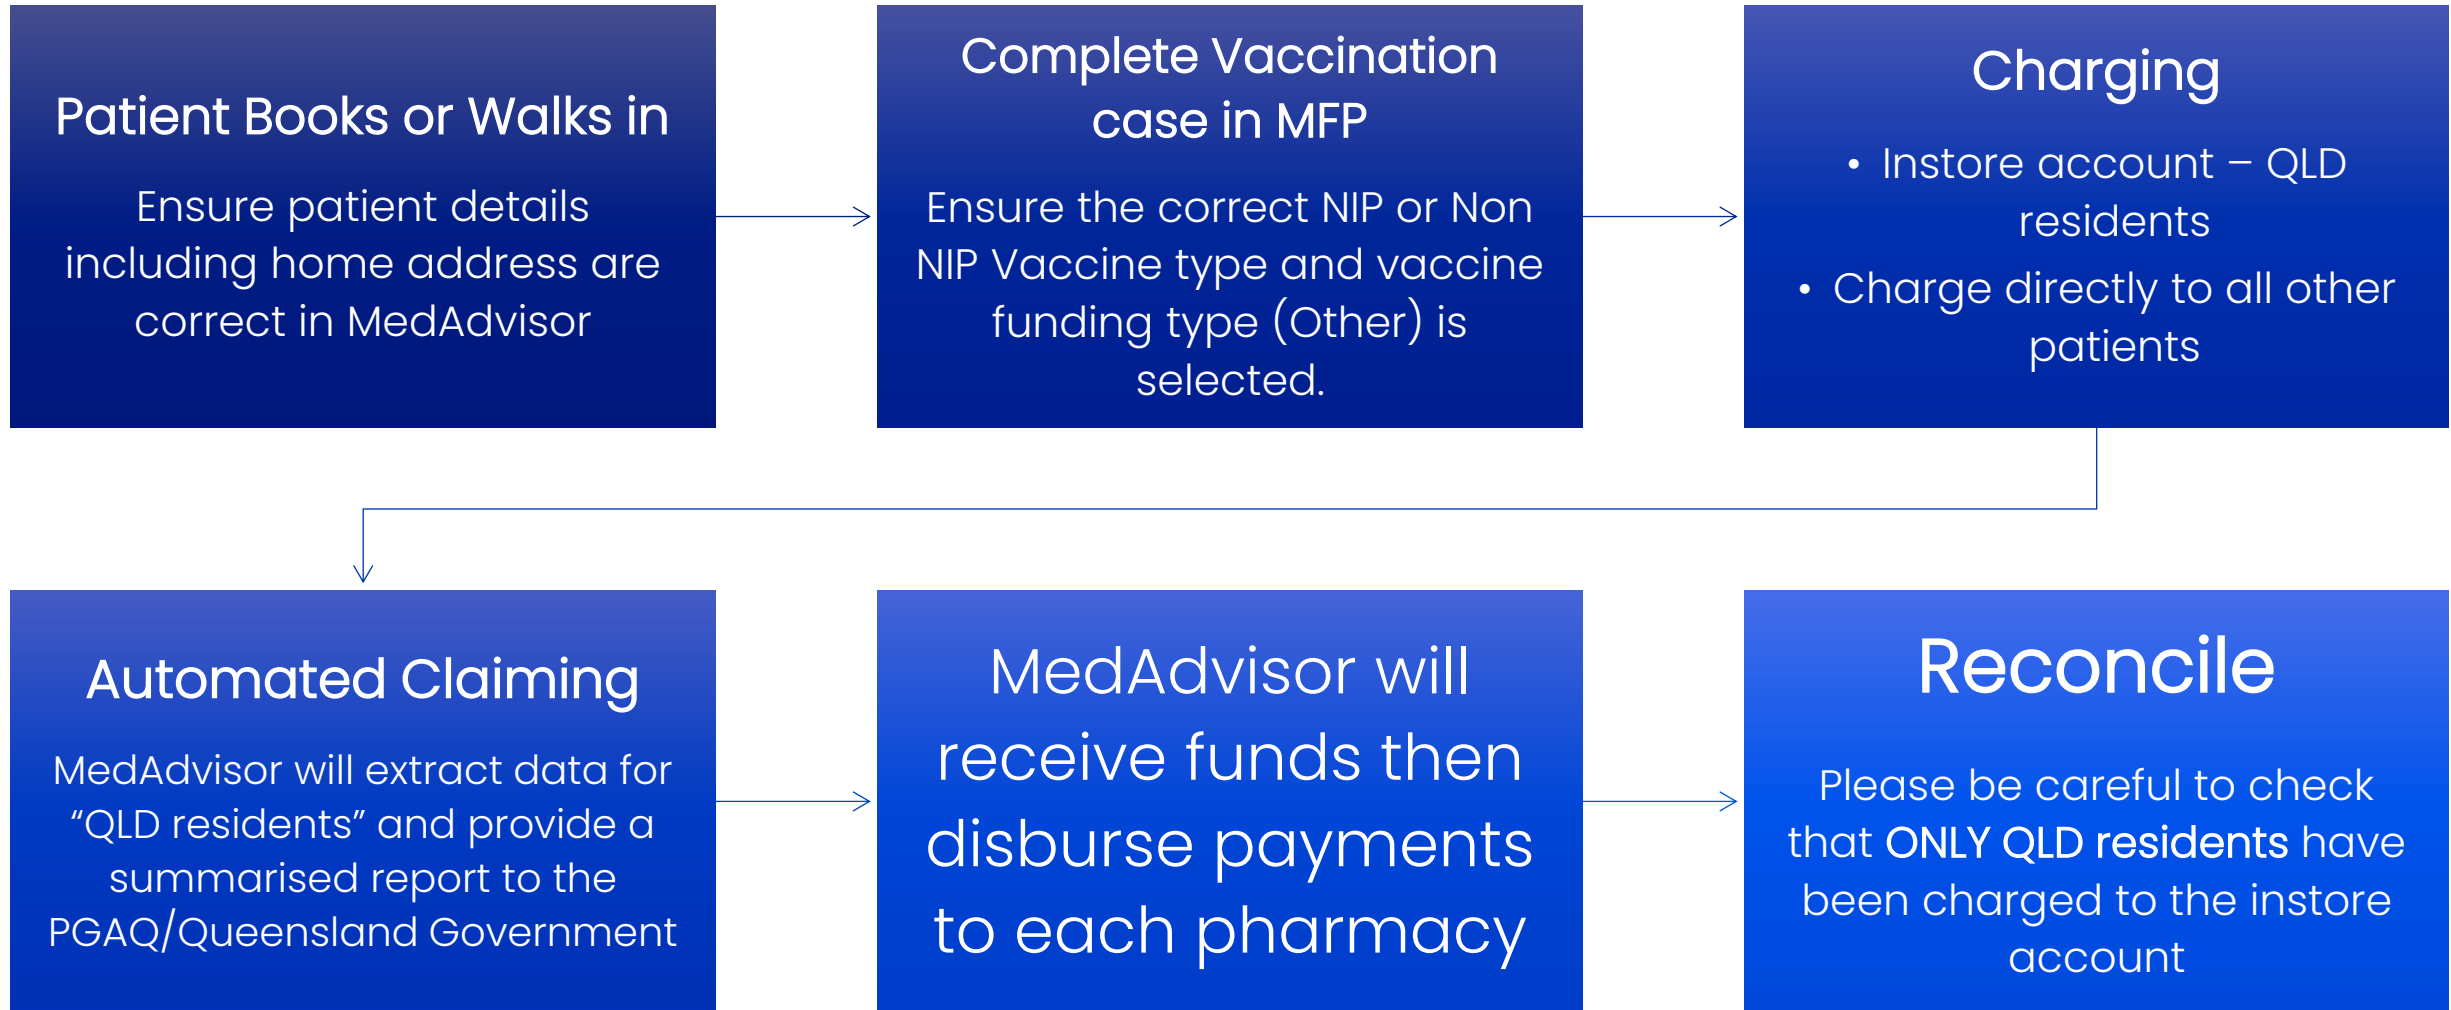 Patient Books or Walks in
Ensure patient details
including home address are
correct in MedAdvisor
Complete Vaccination
case in MFP
Ensure the correct NIP or Non
NIP Vaccine type and vaccine
funding type (Other) is
selected.
Charging
• Instore account – QLD
residents
• Charge directly to all other
patients
Automated Claiming
MedAdvisor will extract data for
“QLD residents” and provide a
summarised report to the
PGAQ/Queensland Government
MedAdvisor will
receive funds then
disburse payments
to each pharmacy
Reconcile
Please be careful to check
that ONLY QLD residents have
been charged to the instore
account